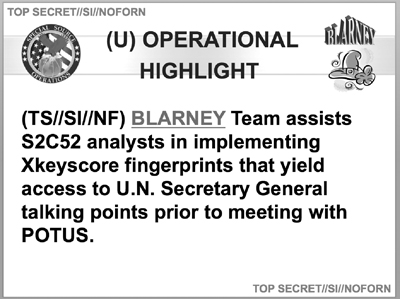 TOP SECRET//SI//NOFORN
SPECIAL SOURCE
OPERATIONS
(U) OPERATIONAL
HIGHLIGHT
BLARNEY
(TS//SI//NF) BLARNEY Team assists
S2C52 analysts in implementing
Xkeyscore fingerprints that yield
access to U.N. Secretary General
talking points prior to meeting with
POTUS.
TOP SECRET//SI//NOFORN